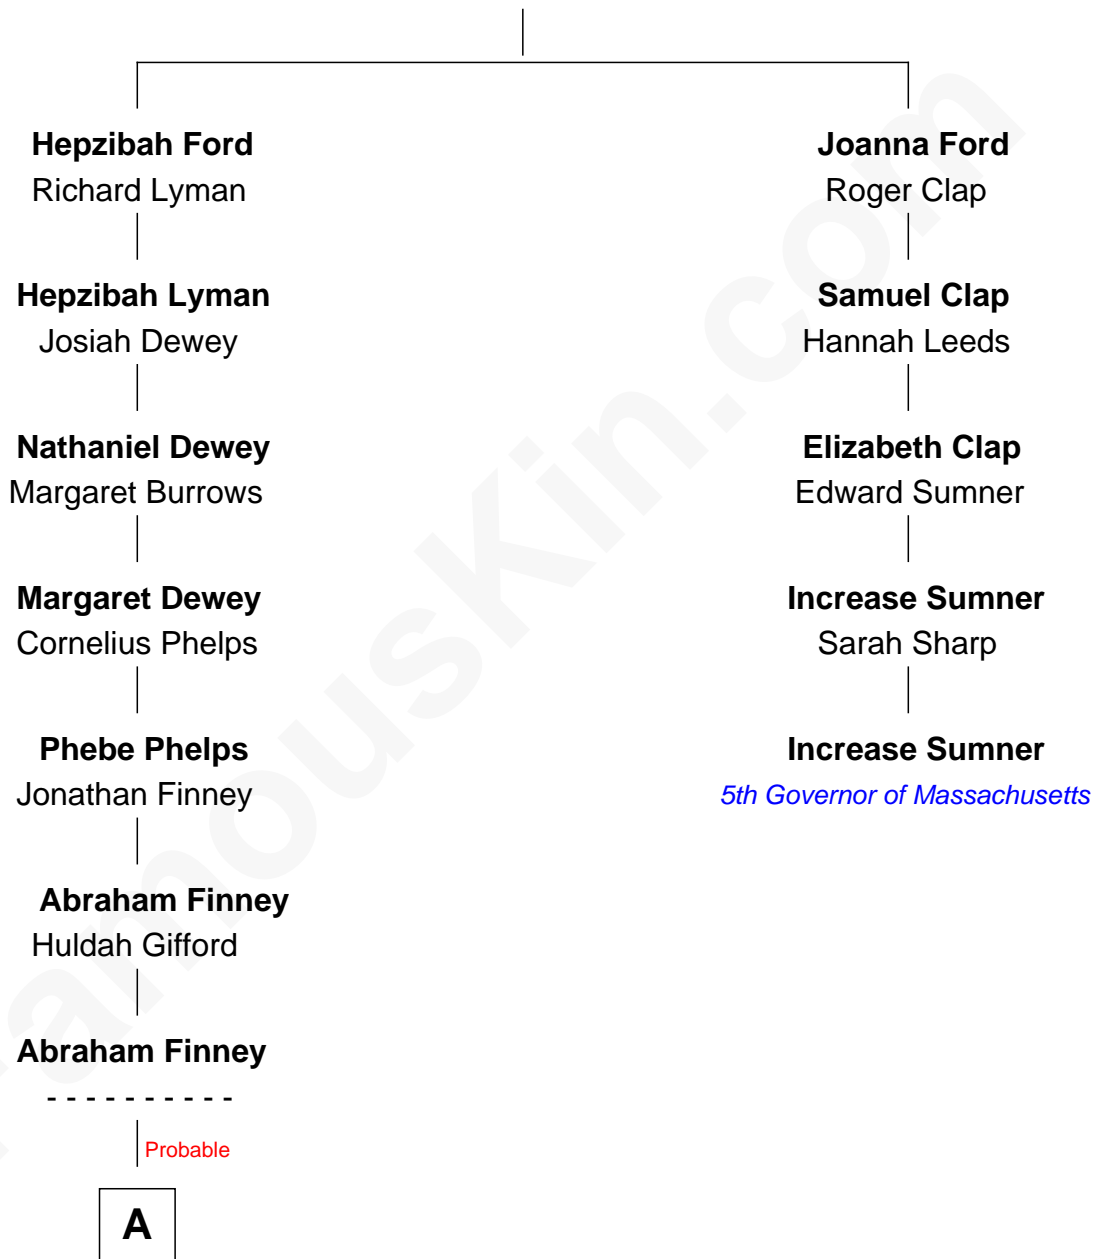 Hepzibah Ford
Richard Lyman
Joanna Ford
Roger Clap
Hepzibah Lyman
Josiah Dewey
Samuel Clap
Hannah Leeds
Nathaniel Dewey
Margaret Burrows
Elizabeth Clap
Edward Sumner
Margaret Dewey
Cornelius Phelps
Increase Sumner
Sarah Sharp
Phebe Phelps
Jonathan Finney
Increase Sumner
5th Governor of Massachusetts
Abraham Finney
Huldah Gifford
Abraham Finney
- - - - - - - - - -
Probable
A
FamousKin.com